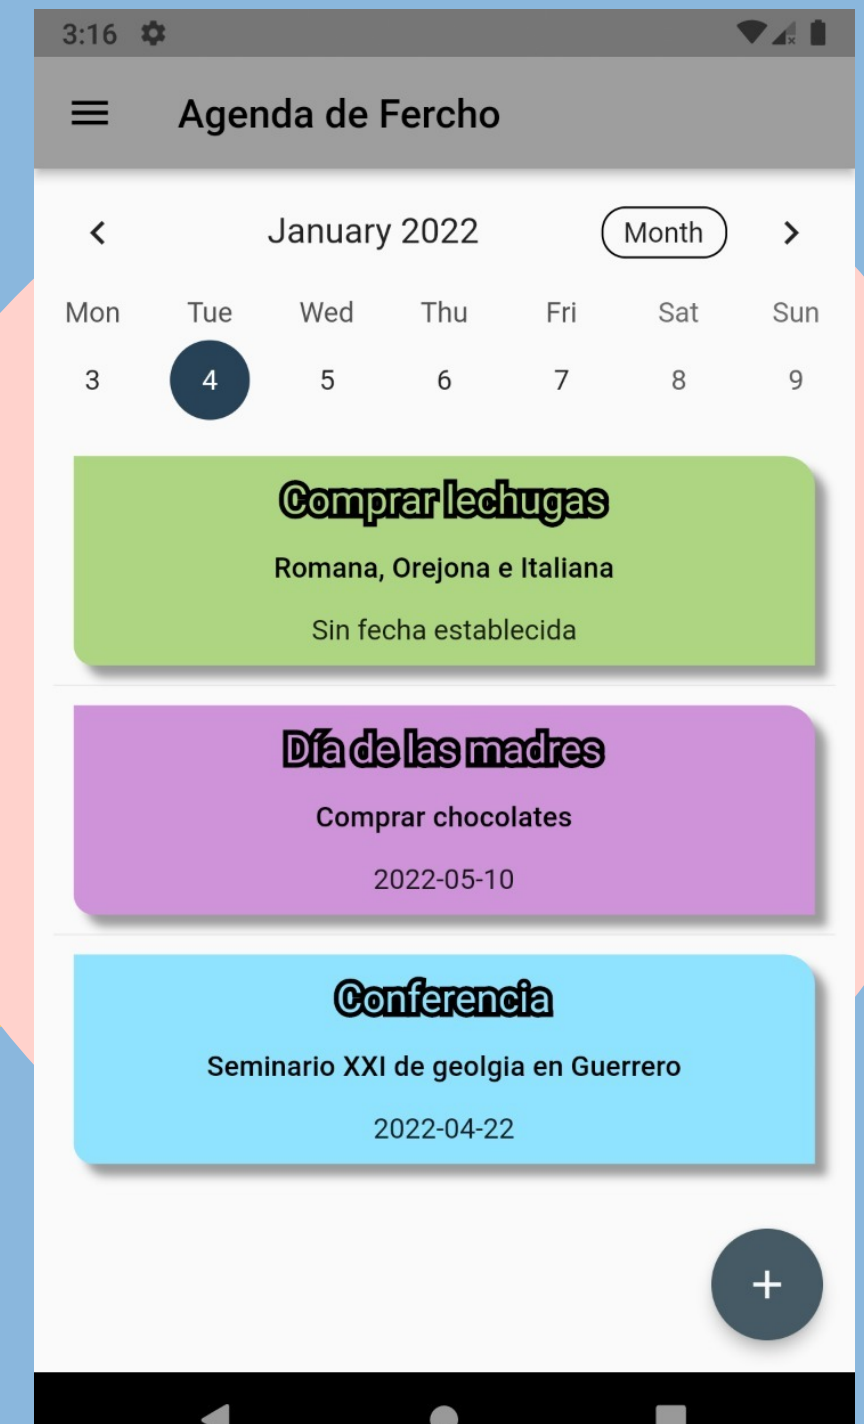 3:16
Agenda de Fercho
January 2022 Month
Mon Tue Wed Thu Fri Sat Sun
3 4 5 6 7 8 9
Comprar lechugas
Romana, Orejona e Italiana
Sin fecha establecida
Día de las madres
Comprar chocolates
2022-05-10
Conferencia
Seminario XXI de geolgia en Guerrero
2022-04-22